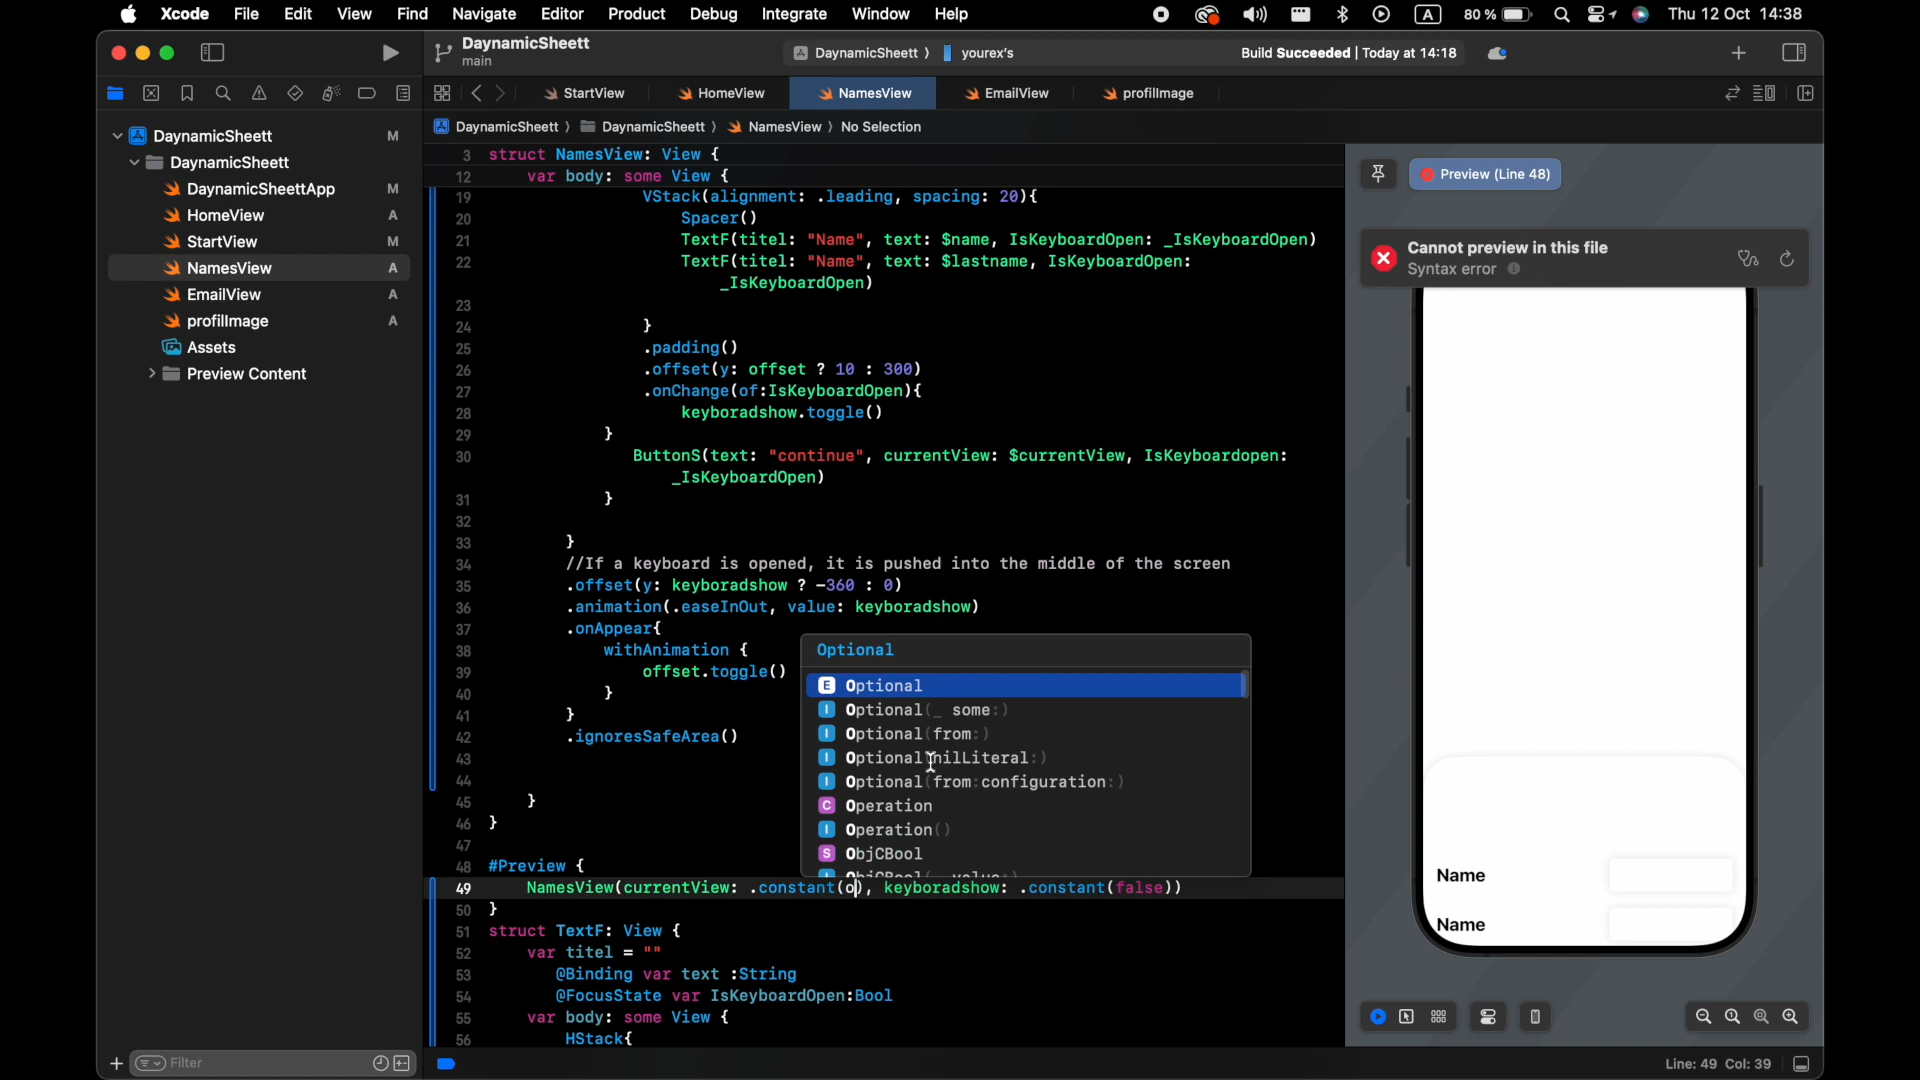 Xcode File Edit View Find Navigate Editor Product Debug Integrate Window Help A 80 % Thu 12 Oct 14:38
DaynamicSheett
main
DaynamicSheett 〉 yourex's
Build Succeeded | Today at 14:18
StartView HomeView NamesView EmailView profilImage
DaynamicSheett 〉 DaynamicSheett 〉 NamesView 〉 No Selection
DaynamicSheett M
DaynamicSheett
DaynamicSheettApp M
HomeView A
StartView M
NamesView A
EmailView A
profilImage A
Assets
Preview Content
Filter
3 struct NamesView: View {
12 var body: some View {
19 VStack(alignment: .leading, spacing: 20){
20 Spacer()
21 TextF(titel: "Name", text: $name, IsKeyboardOpen: _IsKeyboardOpen)
22 TextF(titel: "Name", text: $lastname, IsKeyboardOpen:
_IsKeyboardOpen)
23
24 }
25 .padding()
26 .offset(y: offset ? 10 : 300)
27 .onChange(of:IsKeyboardOpen){
28 keyboradshow.toggle()
29 }
30 ButtonS(text: "continue", currentView: $currentView, IsKeyboardopen:
_IsKeyboardOpen)
31 }
32
33 }
34 //If a keyboard is opened, it is pushed into the middle of the screen
35 .offset(y: keyboradshow ? -360 : 0)
36 .animation(.easeInOut, value: keyboradshow)
37 .onAppear{
38 withAnimation {
39 offset.toggle()
40 }
41 }
42 .ignoresSafeArea()
43
44
45 }
46 }
47
48 #Preview {
49 NamesView(currentView: .constant(o), keyboradshow: .constant(false))
50 }
51 struct TextF: View {
52 var titel = ""
53 @Binding var text :String
54 @FocusState var IsKeyboardOpen:Bool
55 var body: some View {
56 HStack{
Optional
E Optional
I Optional(_ some:)
I Optional(from:)
I Optional(nilLiteral:)
I Optional(from:configuration:)
C Operation
I Operation()
S ObjCBool
I ObjCBool(_ value:)
Preview (Line 48)
Cannot preview in this file
Syntax error
Name
Name
Line: 49 Col: 39